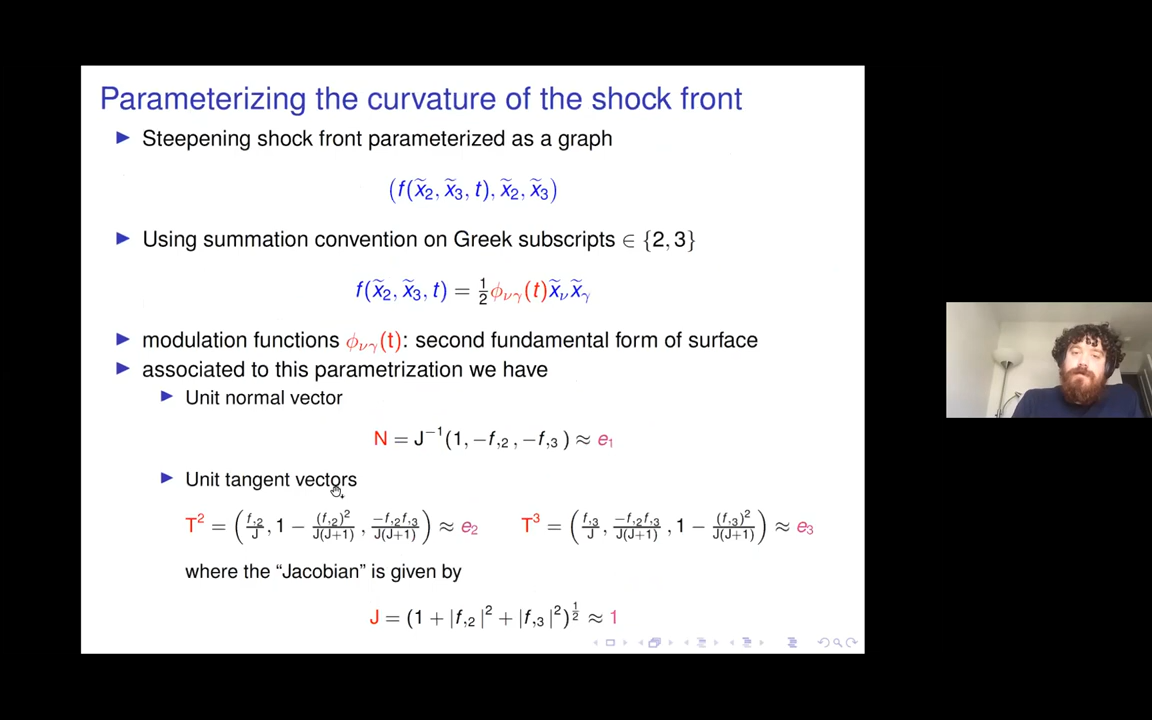 Parameterizing the curvature of the shock front
▶ Steepening shock front parameterized as a graph
(f(x̃₂, x̃₃, t), x̃₂, x̃₃)
▶ Using summation convention on Greek subscripts ∈ {2, 3}
f(x̃₂, x̃₃, t) = ½ϕ_νγ(t)x̃_νx̃_γ
▶ modulation functions ϕ_νγ(t): second fundamental form of surface
▶ associated to this parametrization we have
▶ Unit normal vector
N = J⁻¹(1, −f,₂, −f,₃) ≈ e₁
▶ Unit tangent vectors
T² = (f,₂/J, 1 − (f,₂)²/J(J+1), −f,₂f,₃/J(J+1)) ≈ e₂ T³ = (f,₃/J, −f,₂f,₃/J(J+1), 1 − (f,₃)²/J(J+1)) ≈ e₃
where the “Jacobian” is given by
J = (1 + |f,₂|² + |f,₃|²)^½ ≈ 1